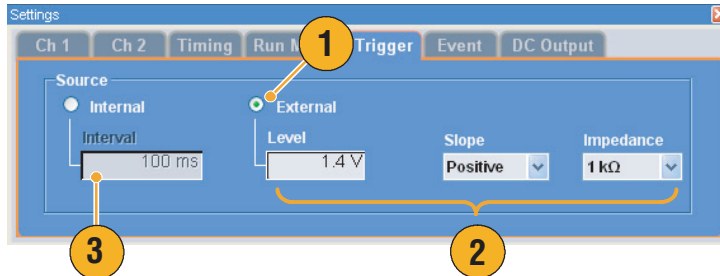 Settings
Ch 1 Ch 2 Timing Run M Trigger Event DC Output
1
Source
Internal External
Interval Level Slope Impedance
100 ms 1.4 V Positive 1 kΩ
3 2